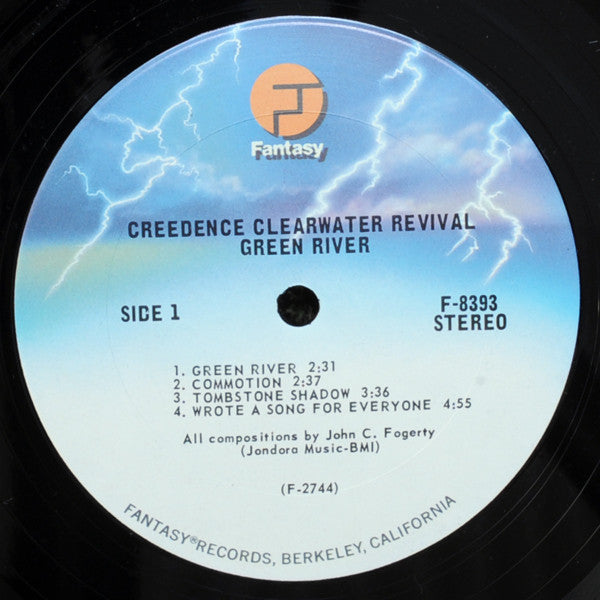 Fantasy
CREEDENCE CLEARWATER REVIVAL
GREEN RIVER
SIDE 1
F-8393
STEREO
1. GREEN RIVER 2:31
2. COMMOTION 2:37
3. TOMBSTONE SHADOW 3:36
4. WROTE A SONG FOR EVERYONE 4:55
All compositions by John C. Fogerty
(Jondora Music-BMI)
(F-2744)
FANTASY® RECORDS, BERKELEY, CALIFORNIA